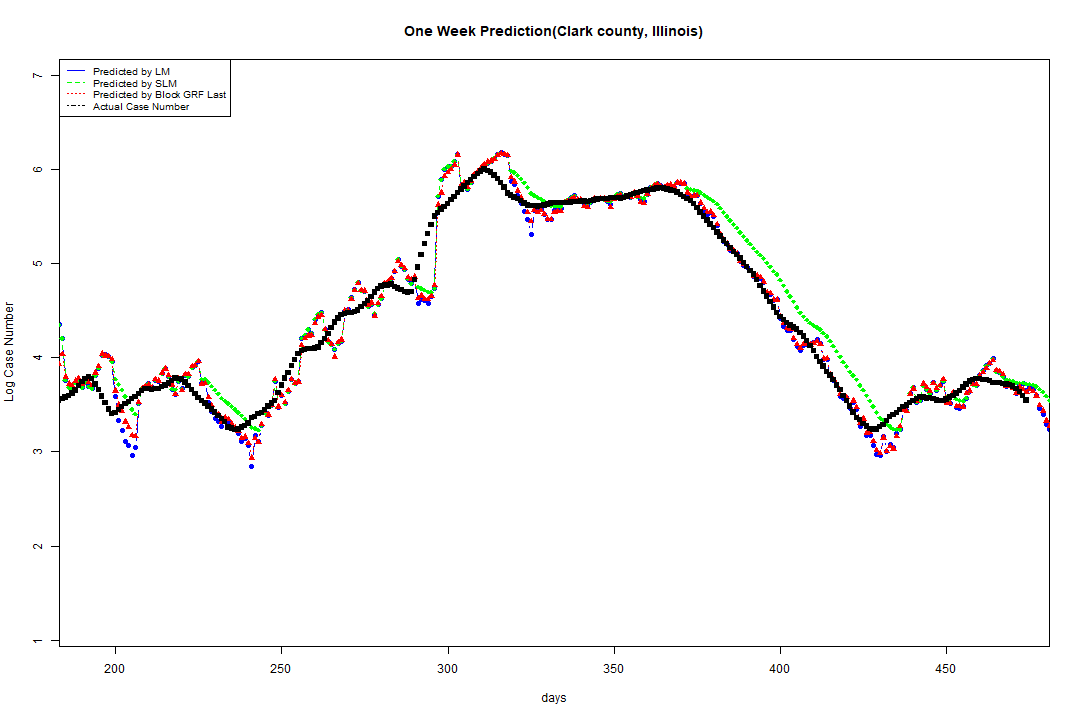 One Week Prediction(Clark county, Illinois)
Predicted by LM
Predicted by SLM
Predicted by Block GRF Last
Actual Case Number
7
6
5
4
3
2
1
Log Case Number
200 250 300 350 400 450
days